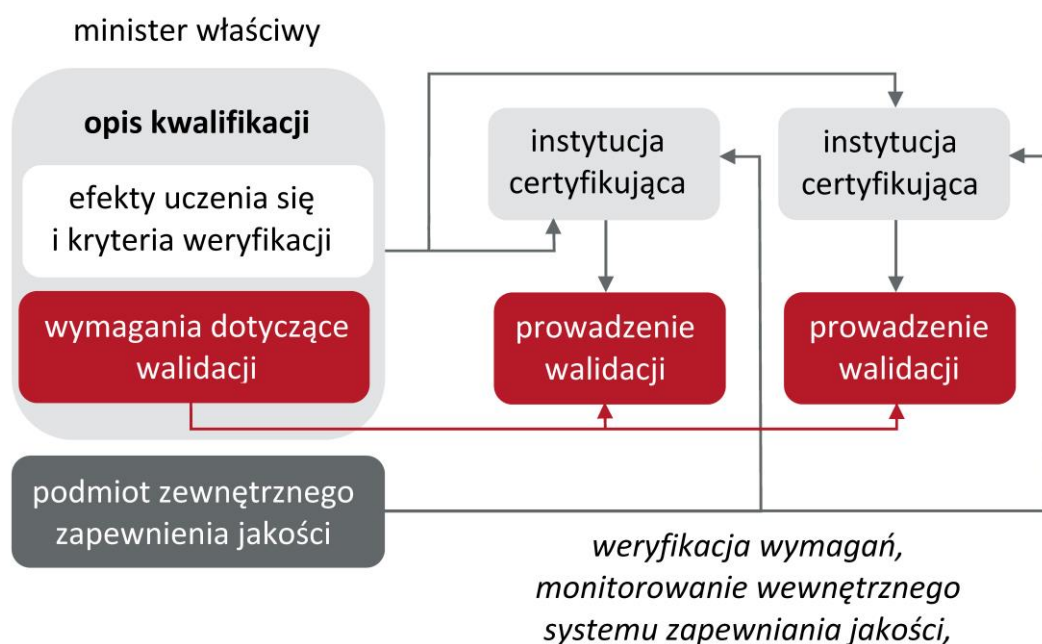 minister właściwy
opis kwalifikacji
efekty uczenia się
i kryteria weryfikacji
wymagania dotyczące
walidacji
instytucja
certyfikująca
instytucja
certyfikująca
prowadzenie
walidacji
prowadzenie
walidacji
podmiot zewnętrznego
zapewnienia jakości
weryfikacja wymagań,
monitorowanie wewnętrznego
systemu zapewniania jakości,